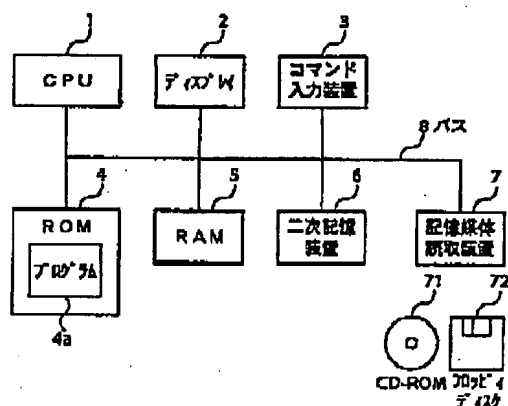 1
2
3
CPU
ディスプレイ
コマンド
入力装置
8 バス
4
5
6
7
ROM
プログラム
4a
RAM
二次記憶
装置
記憶媒体
読取装置
71
72
CD-ROM
フロッピィ
ディスク